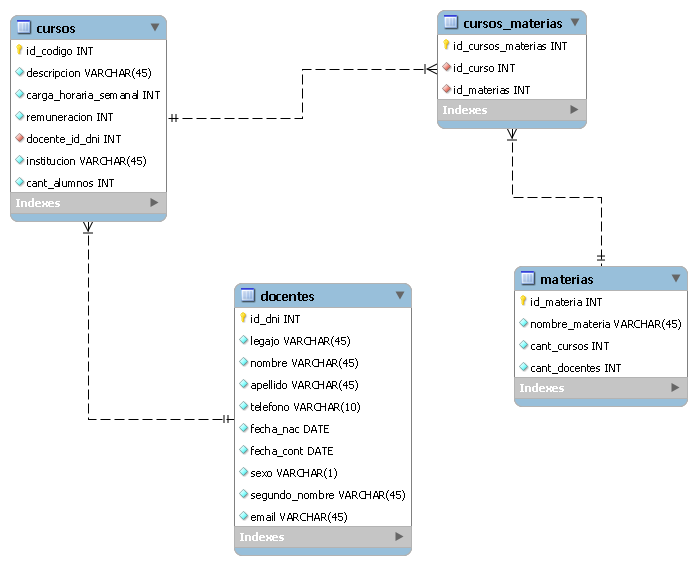 cursos
id_codigo INT
descripcion VARCHAR(45)
carga_horaria_semanal INT
remuneracion INT
docente_id_dni INT
institucion VARCHAR(45)
cant_alumnos INT
Indexes
cursos_materias
id_cursos_materias INT
id_curso INT
id_materias INT
Indexes
docentes
id_dni INT
legajo VARCHAR(45)
nombre VARCHAR(45)
apellido VARCHAR(45)
telefono VARCHAR(10)
fecha_nac DATE
fecha_cont DATE
sexo VARCHAR(1)
segundo_nombre VARCHAR(45)
email VARCHAR(45)
Indexes
materias
id_materia INT
nombre_materia VARCHAR(45)
cant_cursos INT
cant_docentes INT
Indexes